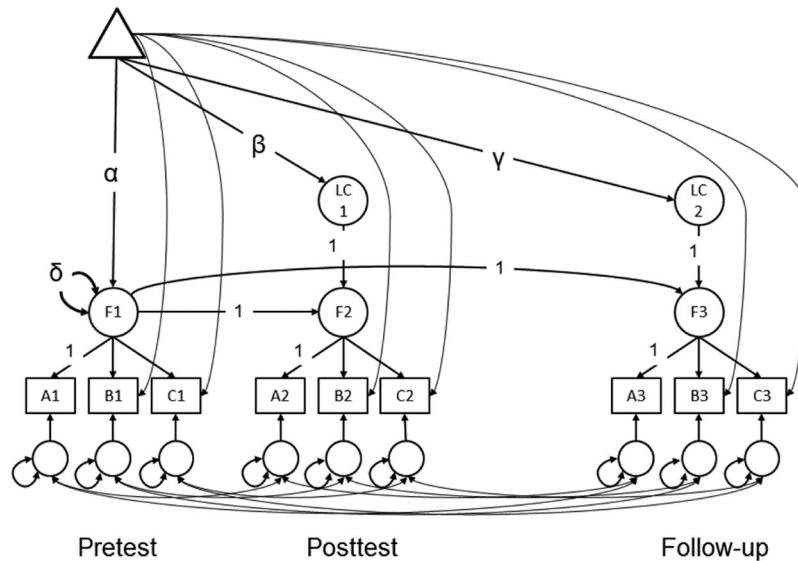 β
γ
α
LC
1
LC
2
1
1
δ
1
F1
1
F2
F3
1
1
1
A1
B1
C1
A2
B2
C2
A3
B3
C3
Pretest
Posttest
Follow-up